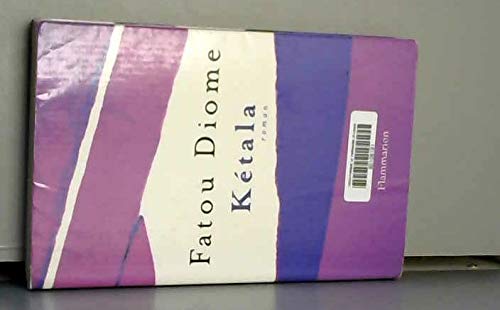 Fatou Diome
Kétala
roman
Flammarion